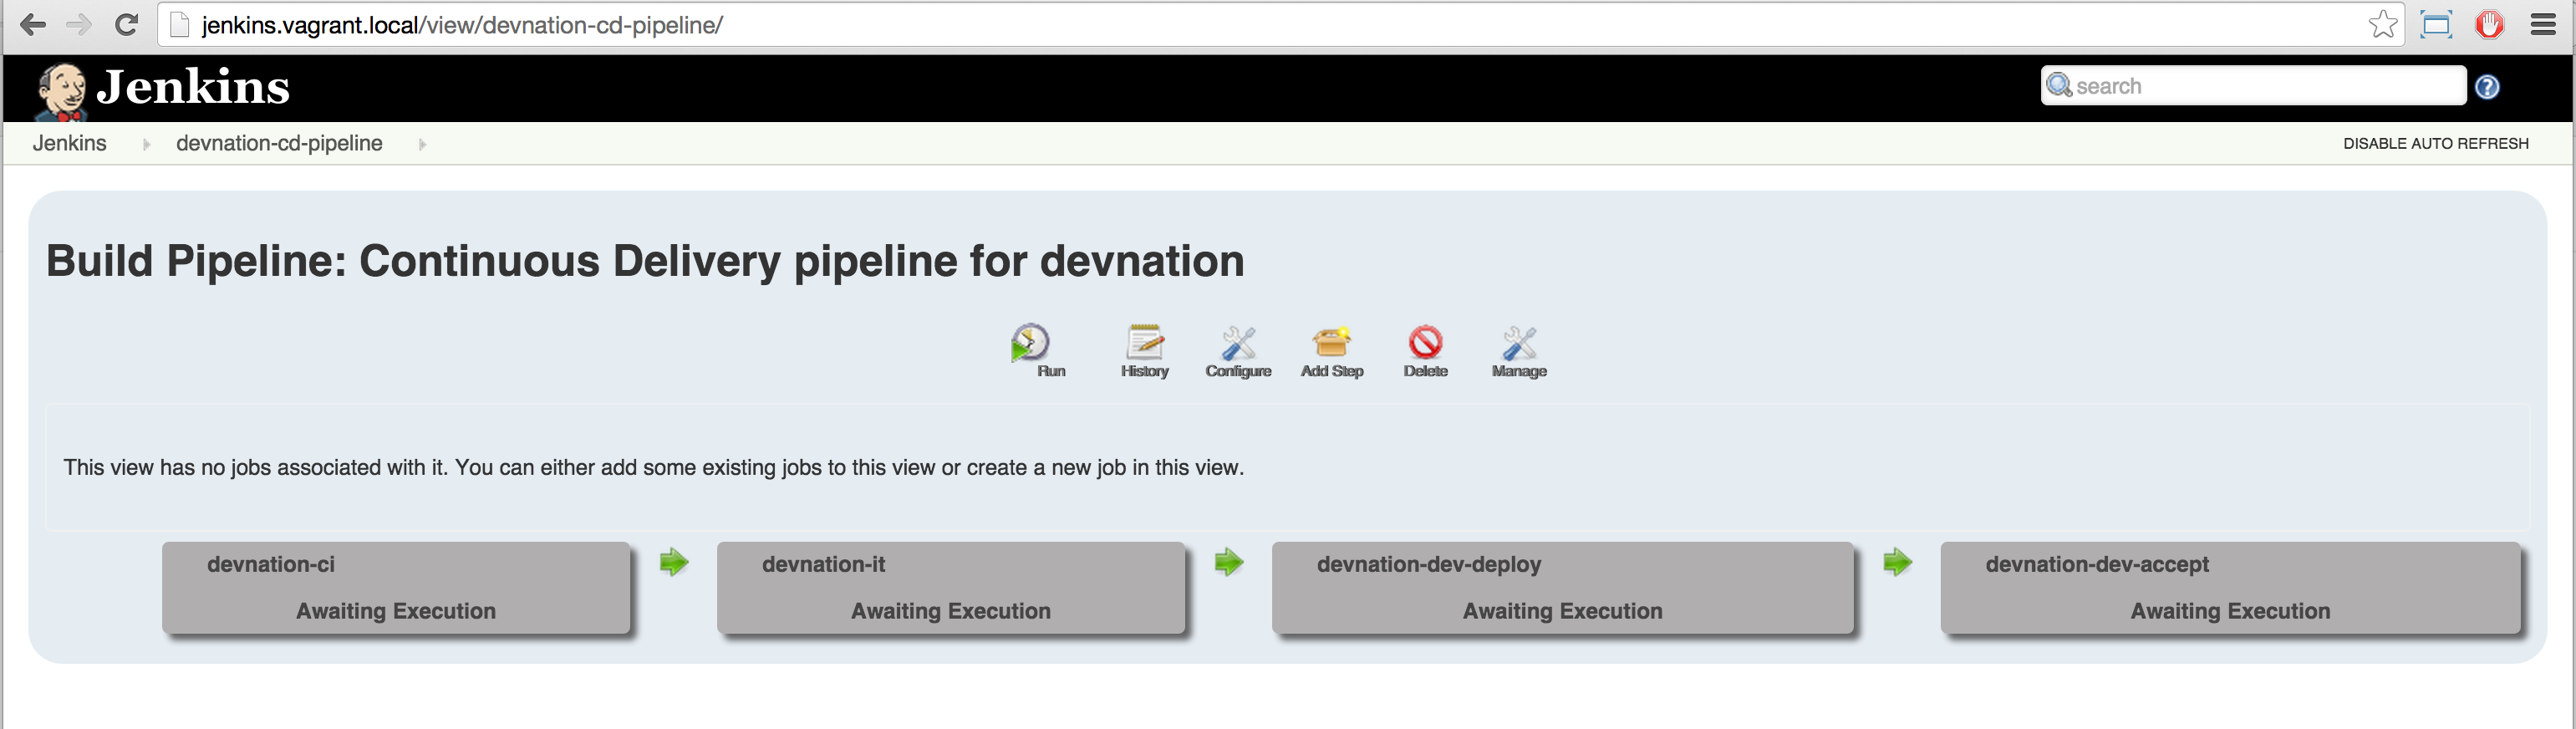 jenkins.vagrant.local/view/devnation-cd-pipeline/
Jenkins
search
Jenkins devnation-cd-pipeline DISABLE AUTO REFRESH
Build Pipeline: Continuous Delivery pipeline for devnation
Run History Configure Add Step Delete Manage
This view has no jobs associated with it. You can either add some existing jobs to this view or create a new job in this view.
devnation-ci devnation-it devnation-dev-deploy devnation-dev-accept
Awaiting Execution Awaiting Execution Awaiting Execution Awaiting Execution